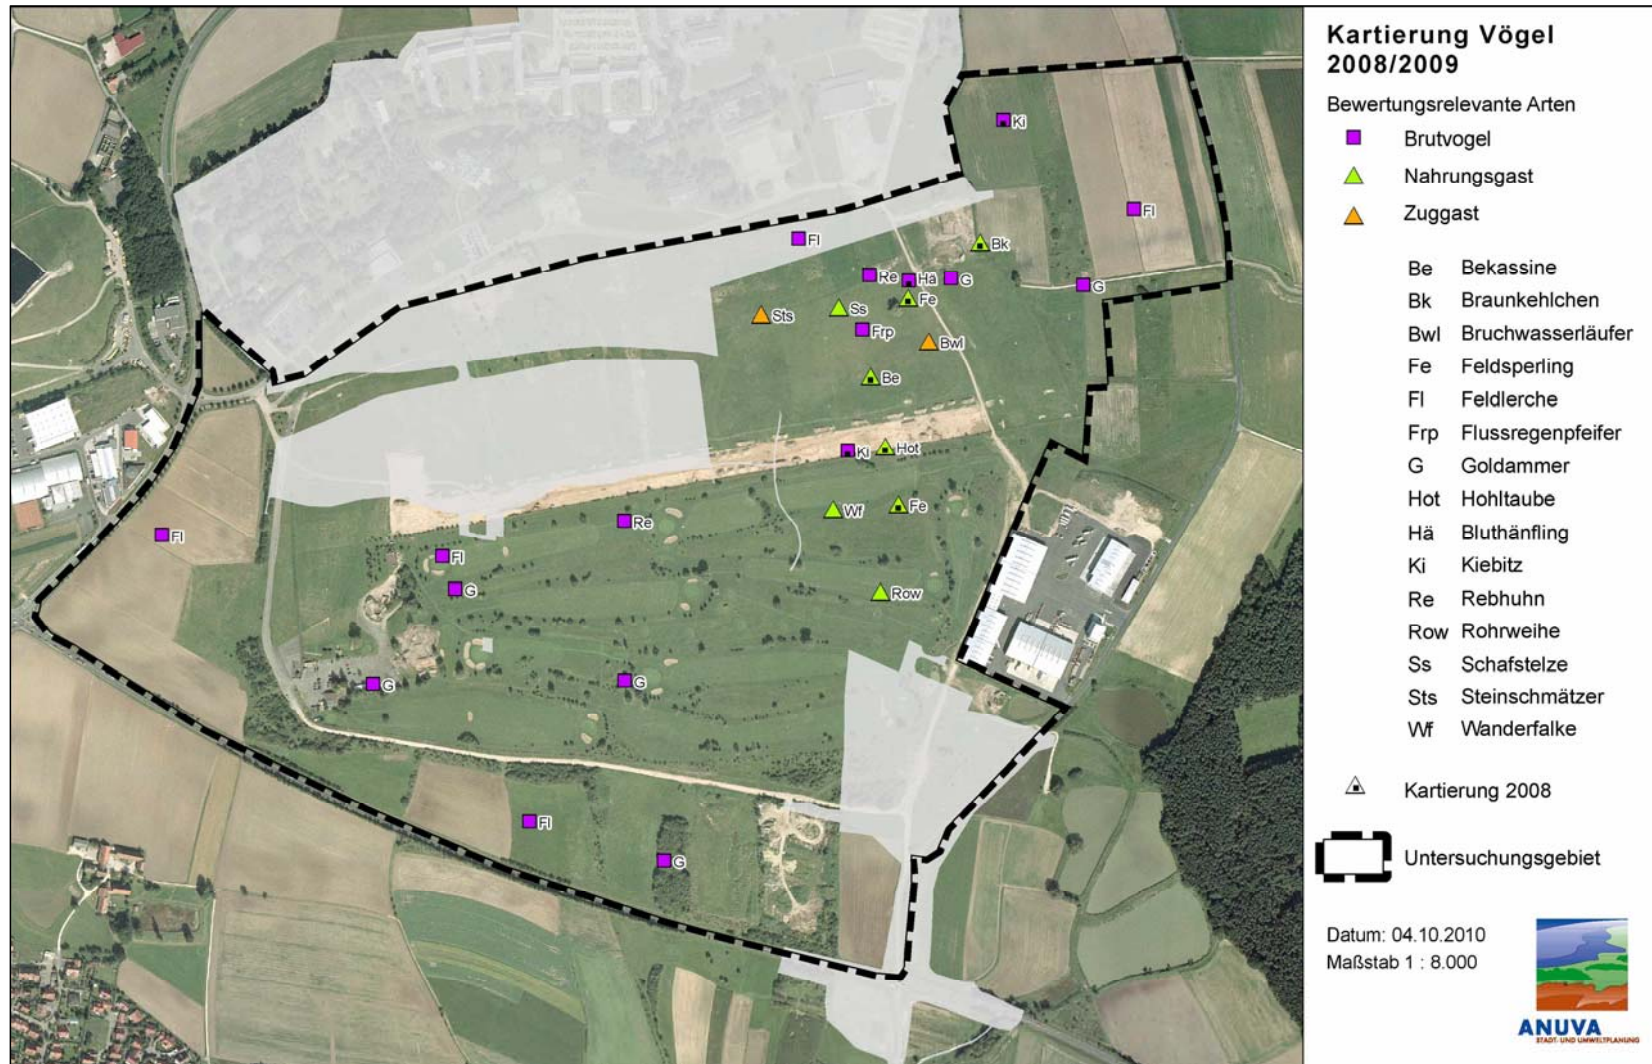 Kartierung Vögel
2008/2009
Bewertungsrelevante Arten
Brutvogel
Nahrungsgast
Zuggast
Be Bekassine
Bk Braunkehlchen
Bwl Bruchwasserläufer
Fe Feldsperling
Fl Feldlerche
Frp Flussregenpfeifer
G Goldammer
Hot Hohltaube
Hä Bluthänfling
Ki Kiebitz
Re Rebhuhn
Row Rohrweihe
Ss Schafstelze
Sts Steinschmätzer
Wf Wanderfalke
Kartierung 2008
Untersuchungsgebiet
Datum: 04.10.2010
Maßstab 1 : 8.000
ANUVA
STADT- UND UMWELTPLANUNG
Ki
Fl
Fl
Bk
Re
Hä
G
G
Fe
Sts
Ss
Frp
Bwl
Be
Ki
Hot
Wf
Fe
Re
Fl
Fl
G
Row
G
G
Fl
G